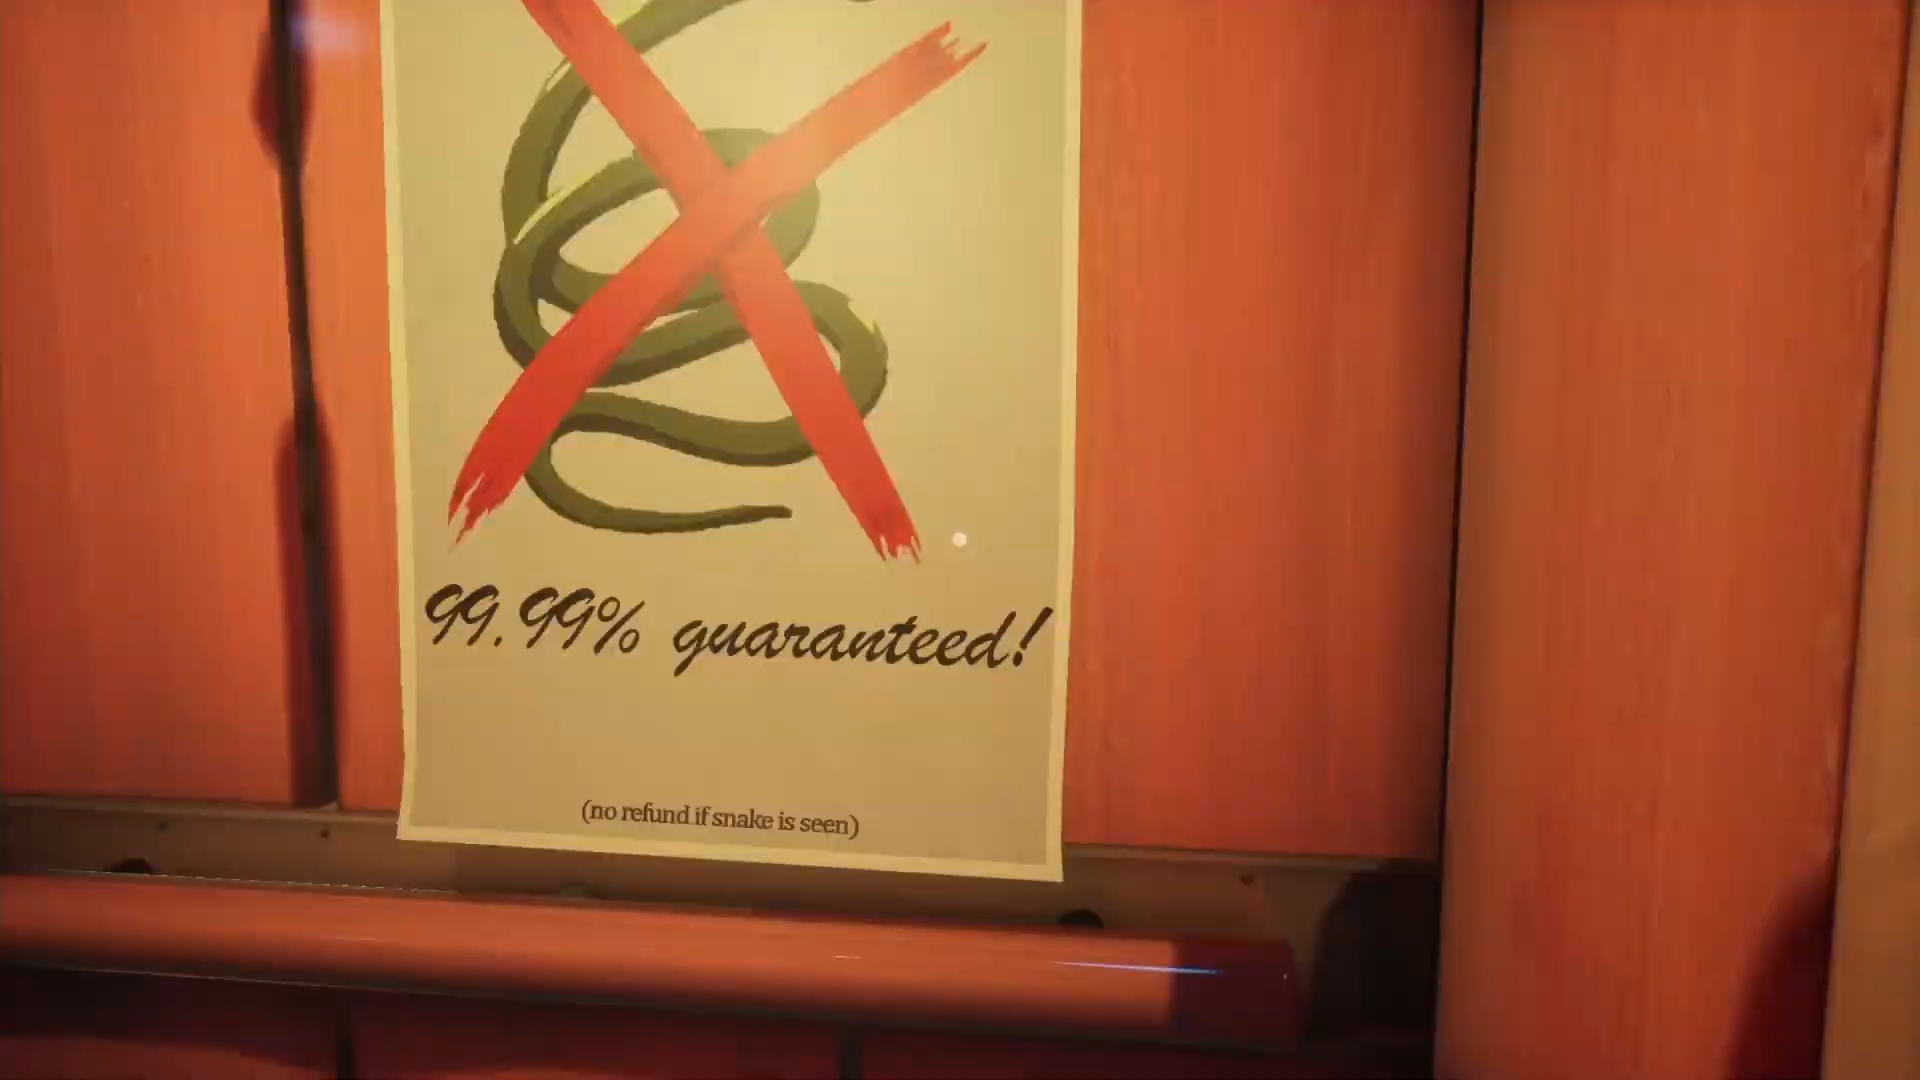 99.99% guaranteed!
(no refund if snake is seen)